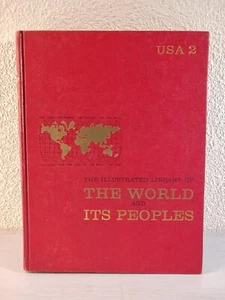 USA 2
THE ILLUSTRATED LIBRARY OF
THE WORLD
AND
ITS PEOPLES